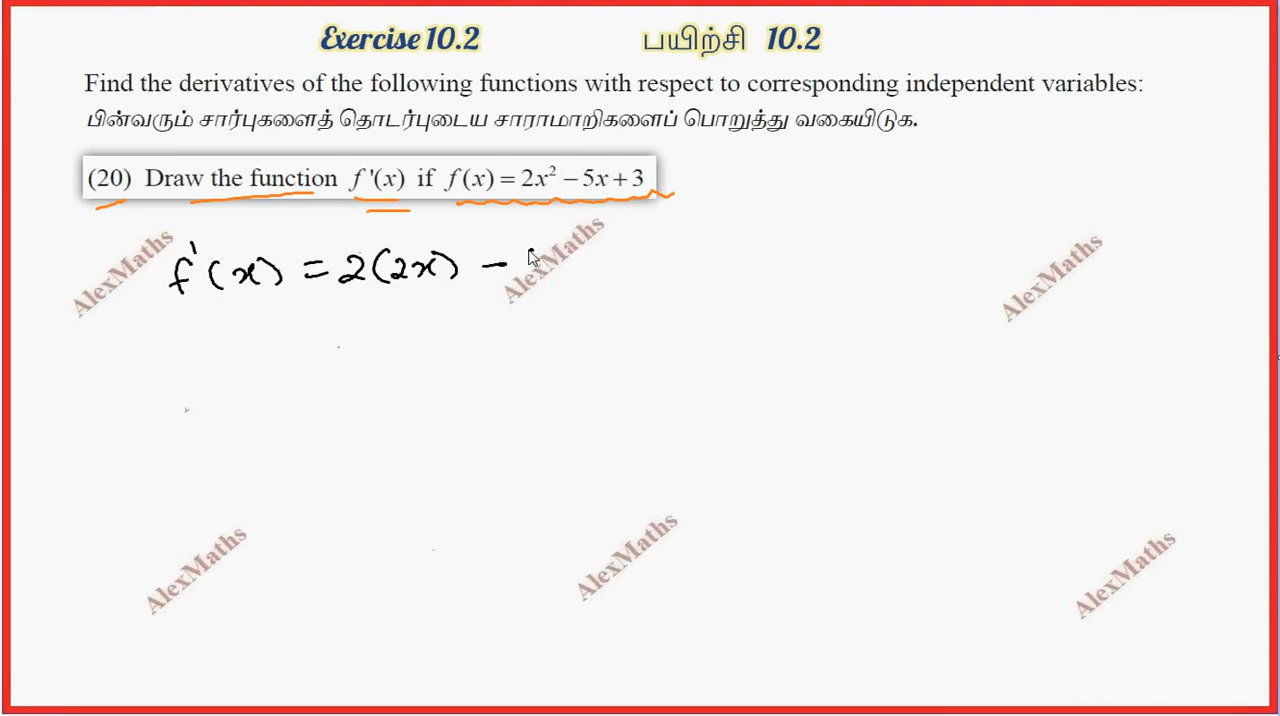 Exercise 10.2 பயிற்சி 10.2
Find the derivatives of the following functions with respect to corresponding independent variables:
பின்வரும் சார்புகளைத் தொடர்புடைய சாராமாறிகளைப் பொறுத்து வகையிடுக.
(20) Draw the function f '(x) if f(x) = 2x² − 5x + 3
f'(x) = 2(2x) −
AlexMaths
AlexMaths
AlexMaths
AlexMaths
AlexMaths
AlexMaths